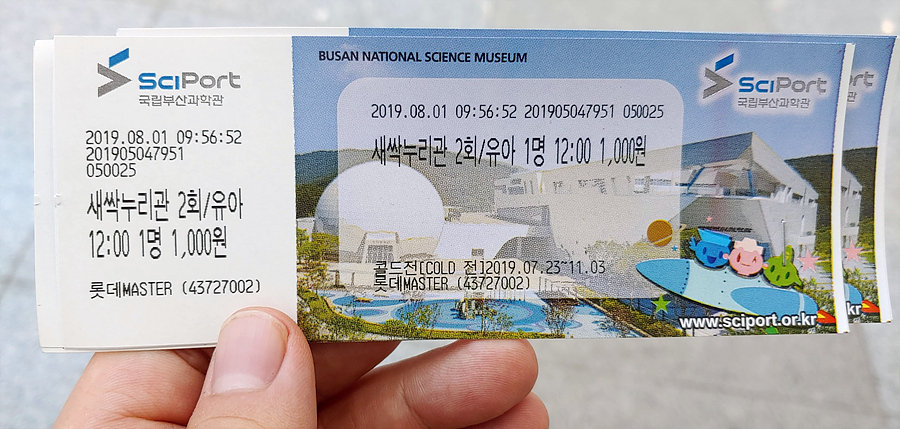 SciPort
국립부산과학관
2019.08.01 09:56:52
201905047951
050025
새싹누리관 2회/유아
12:00 1명 1,000원
롯데MASTER (43727002)
BUSAN NATIONAL SCIENCE MUSEUM
SciPort
국립부산과학관
2019.08.01 09:56:52 201905047951 050025
새싹누리관 2회/유아 1명 12:00 1,000원
콜드전[COLD 전]2019.07.23~11.03
롯데MASTER (43727002)
www.sciport.or.kr
ort
학관
kr